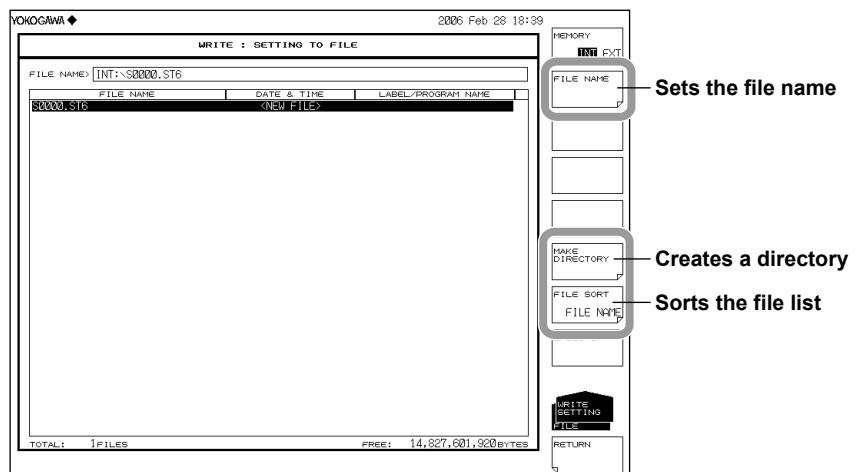 YOKOGAWA ◆
2006 Feb 28 18:39
WRITE : SETTING TO FILE
FILE NAME> INT:\S0000.ST6
FILE NAME DATE & TIME LABEL/PROGRAM NAME
S0000.ST6 <NEW FILE>
TOTAL: 1FILES FREE: 14,827,601,920BYTES
MEMORY
INT EXT
FILE NAME
Sets the file name
MAKE
DIRECTORY
Creates a directory
FILE SORT
FILE NAME
Sorts the file list
WRITE
SETTING
FILE
RETURN